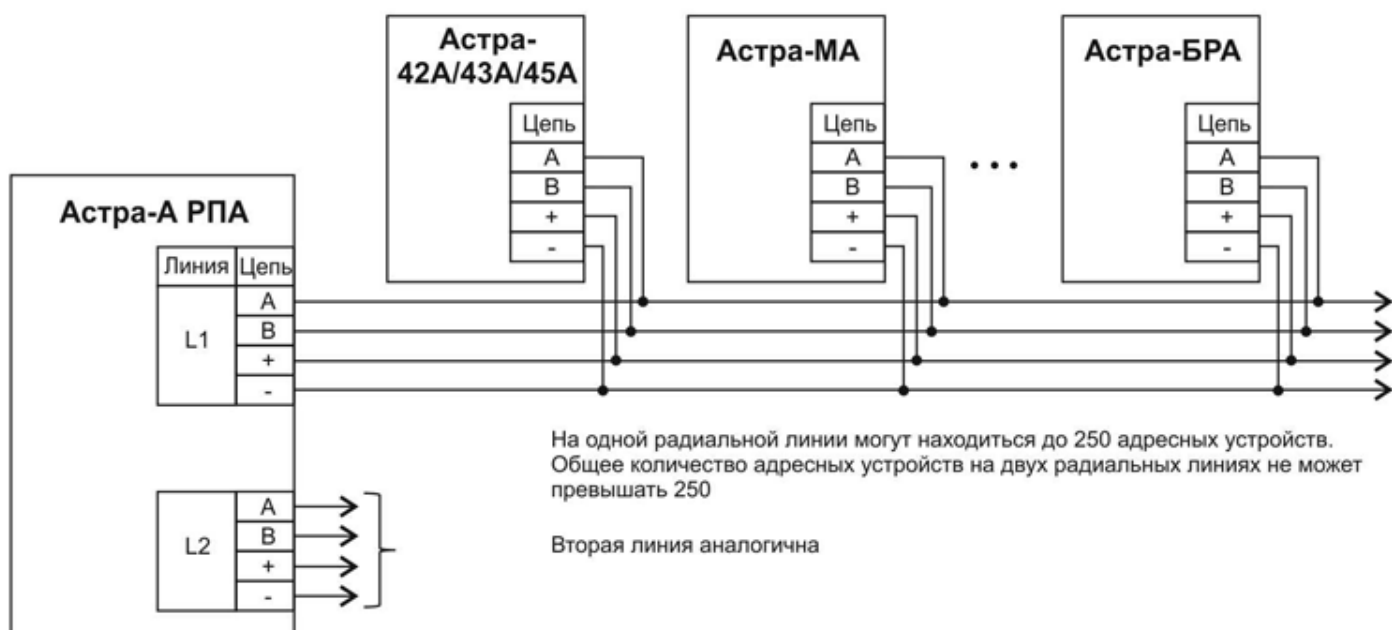 Астра-
42А/43А/45А
Цепь
А
В
+
-
Астра-МА
Цепь
А
В
+
-
...
Астра-БРА
Цепь
А
В
+
-
Астра-А РПА
Линия Цепь
L1
А
В
+
-
На одной радиальной линии могут находиться до 250 адресных устройств.
Общее количество адресных устройств на двух радиальных линиях не может
превышать 250
Вторая линия аналогична
L2
А
В
+
-